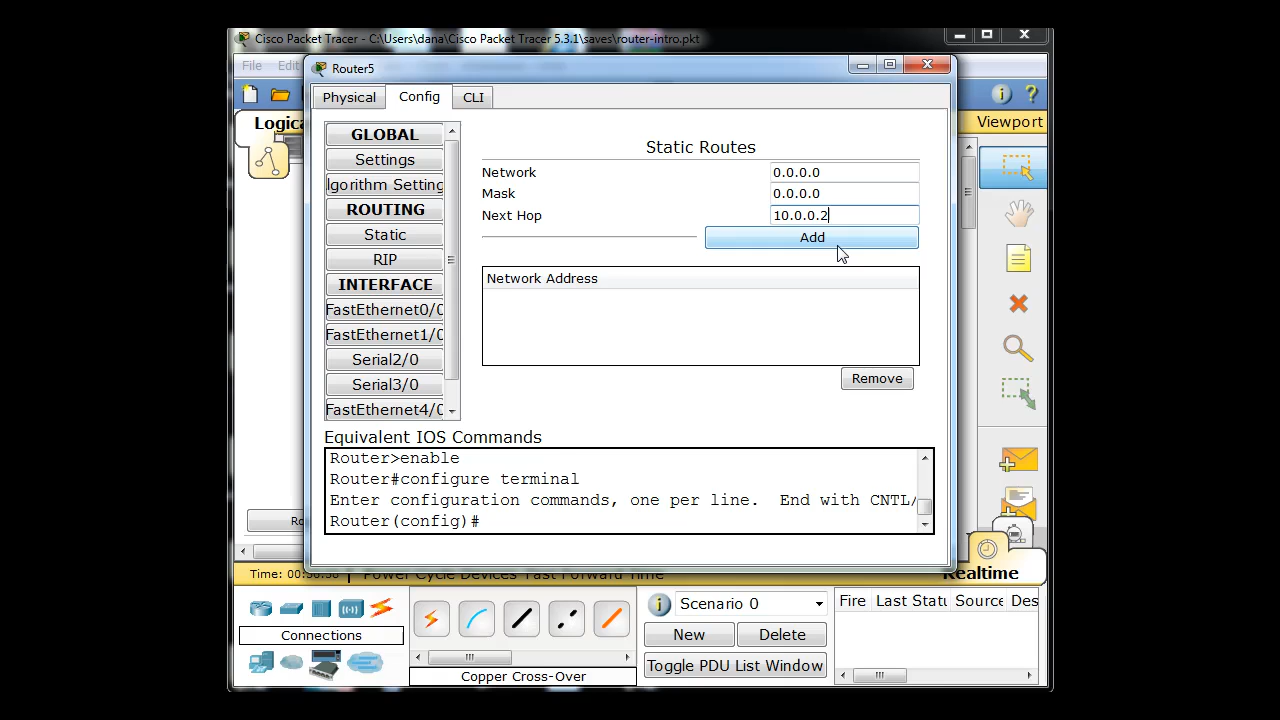 Cisco Packet Tracer - C:\Users\dana\Cisco Packet Tracer 5.3.1\saves\router-intro.pkt
File Edit
Router5
Physical Config CLI
Logica
Viewport
GLOBAL
Settings
lgorithm Setting
ROUTING
Static
RIP
INTERFACE
FastEthernet0/0
FastEthernet1/0
Serial2/0
Serial3/0
FastEthernet4/0
Static Routes
Network 0.0.0.0
Mask 0.0.0.0
Next Hop 10.0.0.2
Add
Network Address
Remove
Equivalent IOS Commands
Router>enable
Router#configure terminal
Enter configuration commands, one per line. End with CNTL/
Router(config)#
Ro
Time: Power Cycle Devices Fast Forward Time
Realtime
Connections
Copper Cross-Over
Scenario 0
New Delete
Toggle PDU List Window
Fire Last Statu Source Des